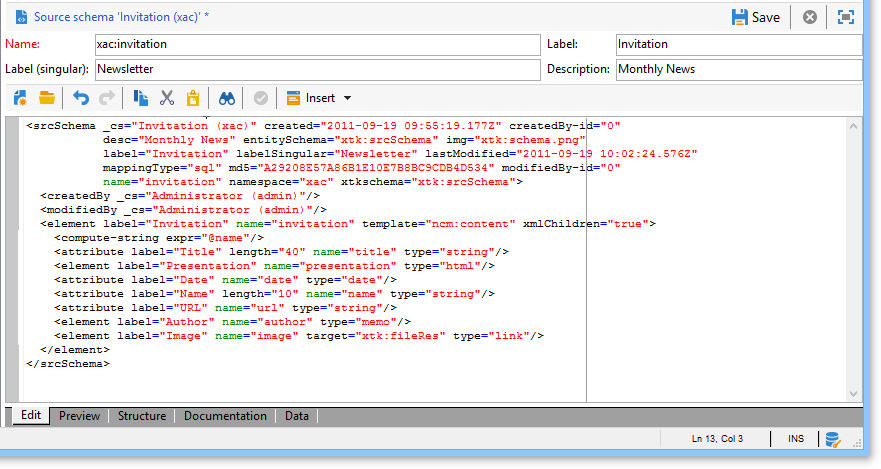 Source schema 'Invitation (xac)' *
Save
Name: xac:invitation Label: Invitation
Label (singular): Newsletter Description: Monthly News
Insert
<srcSchema _cs="Invitation (xac)" created="2011-09-19 09:55:19.177Z" createdBy-id="0"
desc="Monthly News" entitySchema="xtk:srcSchema" img="xtk:schema.png"
label="Invitation" labelSingular="Newsletter" lastModified="2011-09-19 10:02:24.576Z"
mappingType="sql" md5="A29208E57A86B1E10E7B8BC9CDB4D534" modifiedBy-id="0"
name="invitation" namespace="xac" xtkschema="xtk:srcSchema">
<createdBy _cs="Administrator (admin)"/>
<modifiedBy _cs="Administrator (admin)"/>
<element label="Invitation" name="invitation" template="ncm:content" xmlChildren="true">
<compute-string expr="@name"/>
<attribute label="Title" length="40" name="title" type="string"/>
<element label="Presentation" name="presentation" type="html"/>
<attribute label="Date" name="date" type="date"/>
<attribute label="Name" length="10" name="name" type="string"/>
<attribute label="URL" name="url" type="string"/>
<element label="Author" name="author" type="memo"/>
<element label="Image" name="image" target="xtk:fileRes" type="link"/>
</element>
</srcSchema>
Edit Preview Structure Documentation Data
Ln 13, Col 3 INS